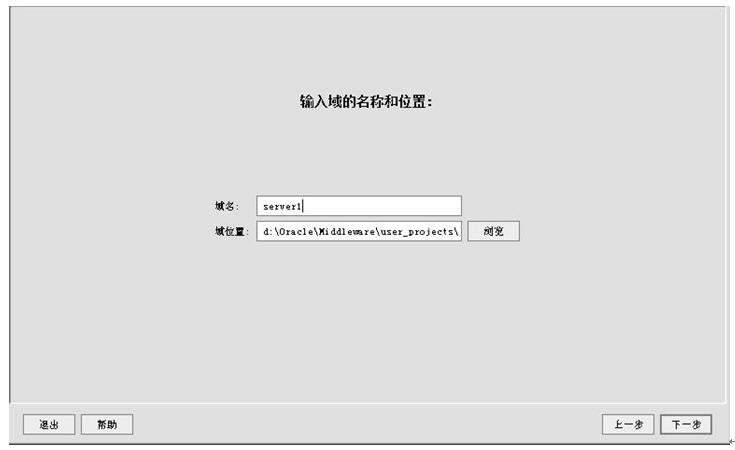 输入域的名称和位置:
域名: server1
域位置: d:\Oracle\Middleware\user_projects\ 浏览
退出 帮助 上一步 下一步